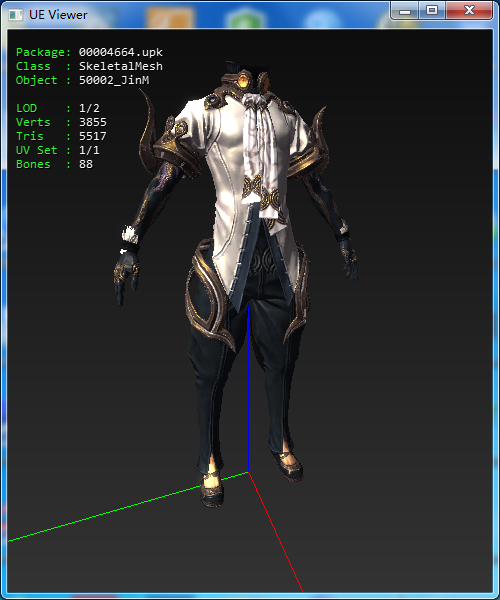 UE Viewer
Package: 00004664.upk
Class : SkeletalMesh
Object : 50002_JinM
LOD : 1/2
Verts : 3855
Tris : 5517
UV Set : 1/1
Bones : 88